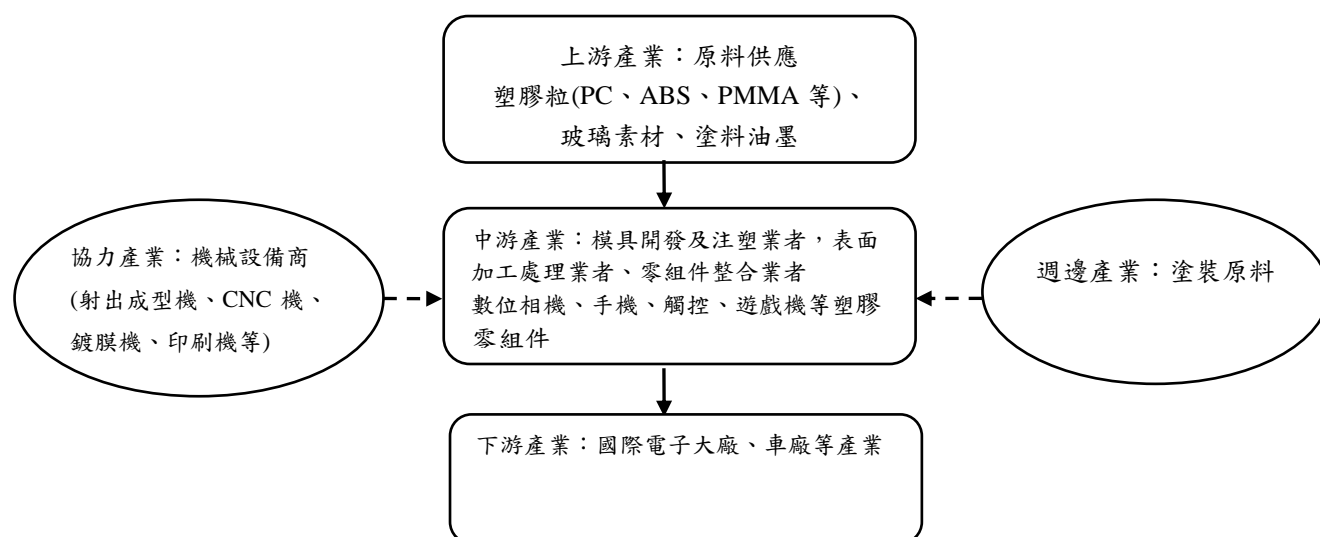 上游產業：原料供應
塑膠粒(PC、ABS、PMMA 等)、
玻璃素材、塗料油墨
協力產業：機械設備商
(射出成型機、CNC 機、
鍍膜機、印刷機等)
中游產業：模具開發及注塑業者，表面
加工處理業者、零組件整合業者
數位相機、手機、觸控、遊戲機等塑膠
零組件
週邊產業：塗裝原料
下游產業：國際電子大廠、車廠等產業